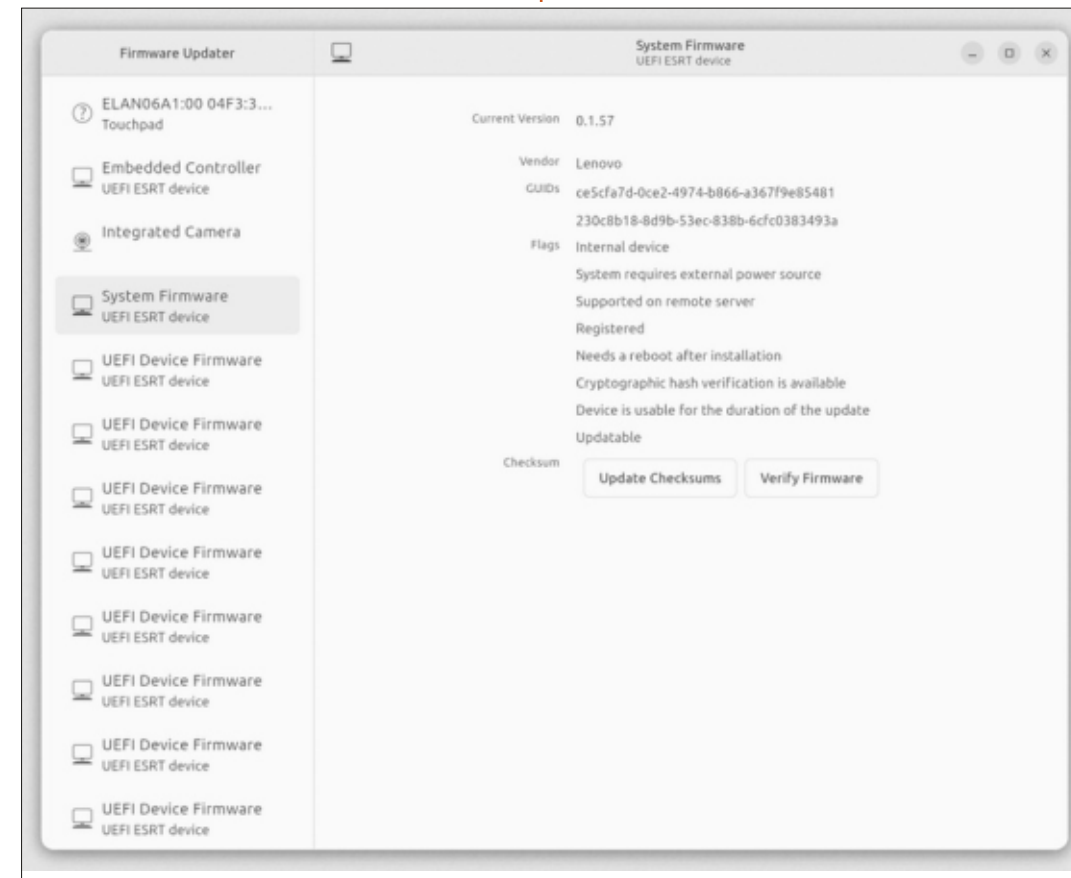 Firmware Updater
System Firmware
UEFI ESRT device
ELAN06A1:00 04F3:3...
Touchpad
Embedded Controller
UEFI ESRT device
Integrated Camera
System Firmware
UEFI ESRT device
UEFI Device Firmware
UEFI ESRT device
UEFI Device Firmware
UEFI ESRT device
UEFI Device Firmware
UEFI ESRT device
UEFI Device Firmware
UEFI ESRT device
UEFI Device Firmware
UEFI ESRT device
UEFI Device Firmware
UEFI ESRT device
UEFI Device Firmware
UEFI ESRT device
UEFI Device Firmware
UEFI ESRT device
Current Version 0.1.57
Vendor Lenovo
GUIDs ce5cfa7d-0ce2-4974-b866-a367f9e85481
230c8b18-8d9b-53ec-838b-6cfc0383493a
Flags Internal device
System requires external power source
Supported on remote server
Registered
Needs a reboot after installation
Cryptographic hash verification is available
Device is usable for the duration of the update
Updatable
Checksum Update Checksums Verify Firmware